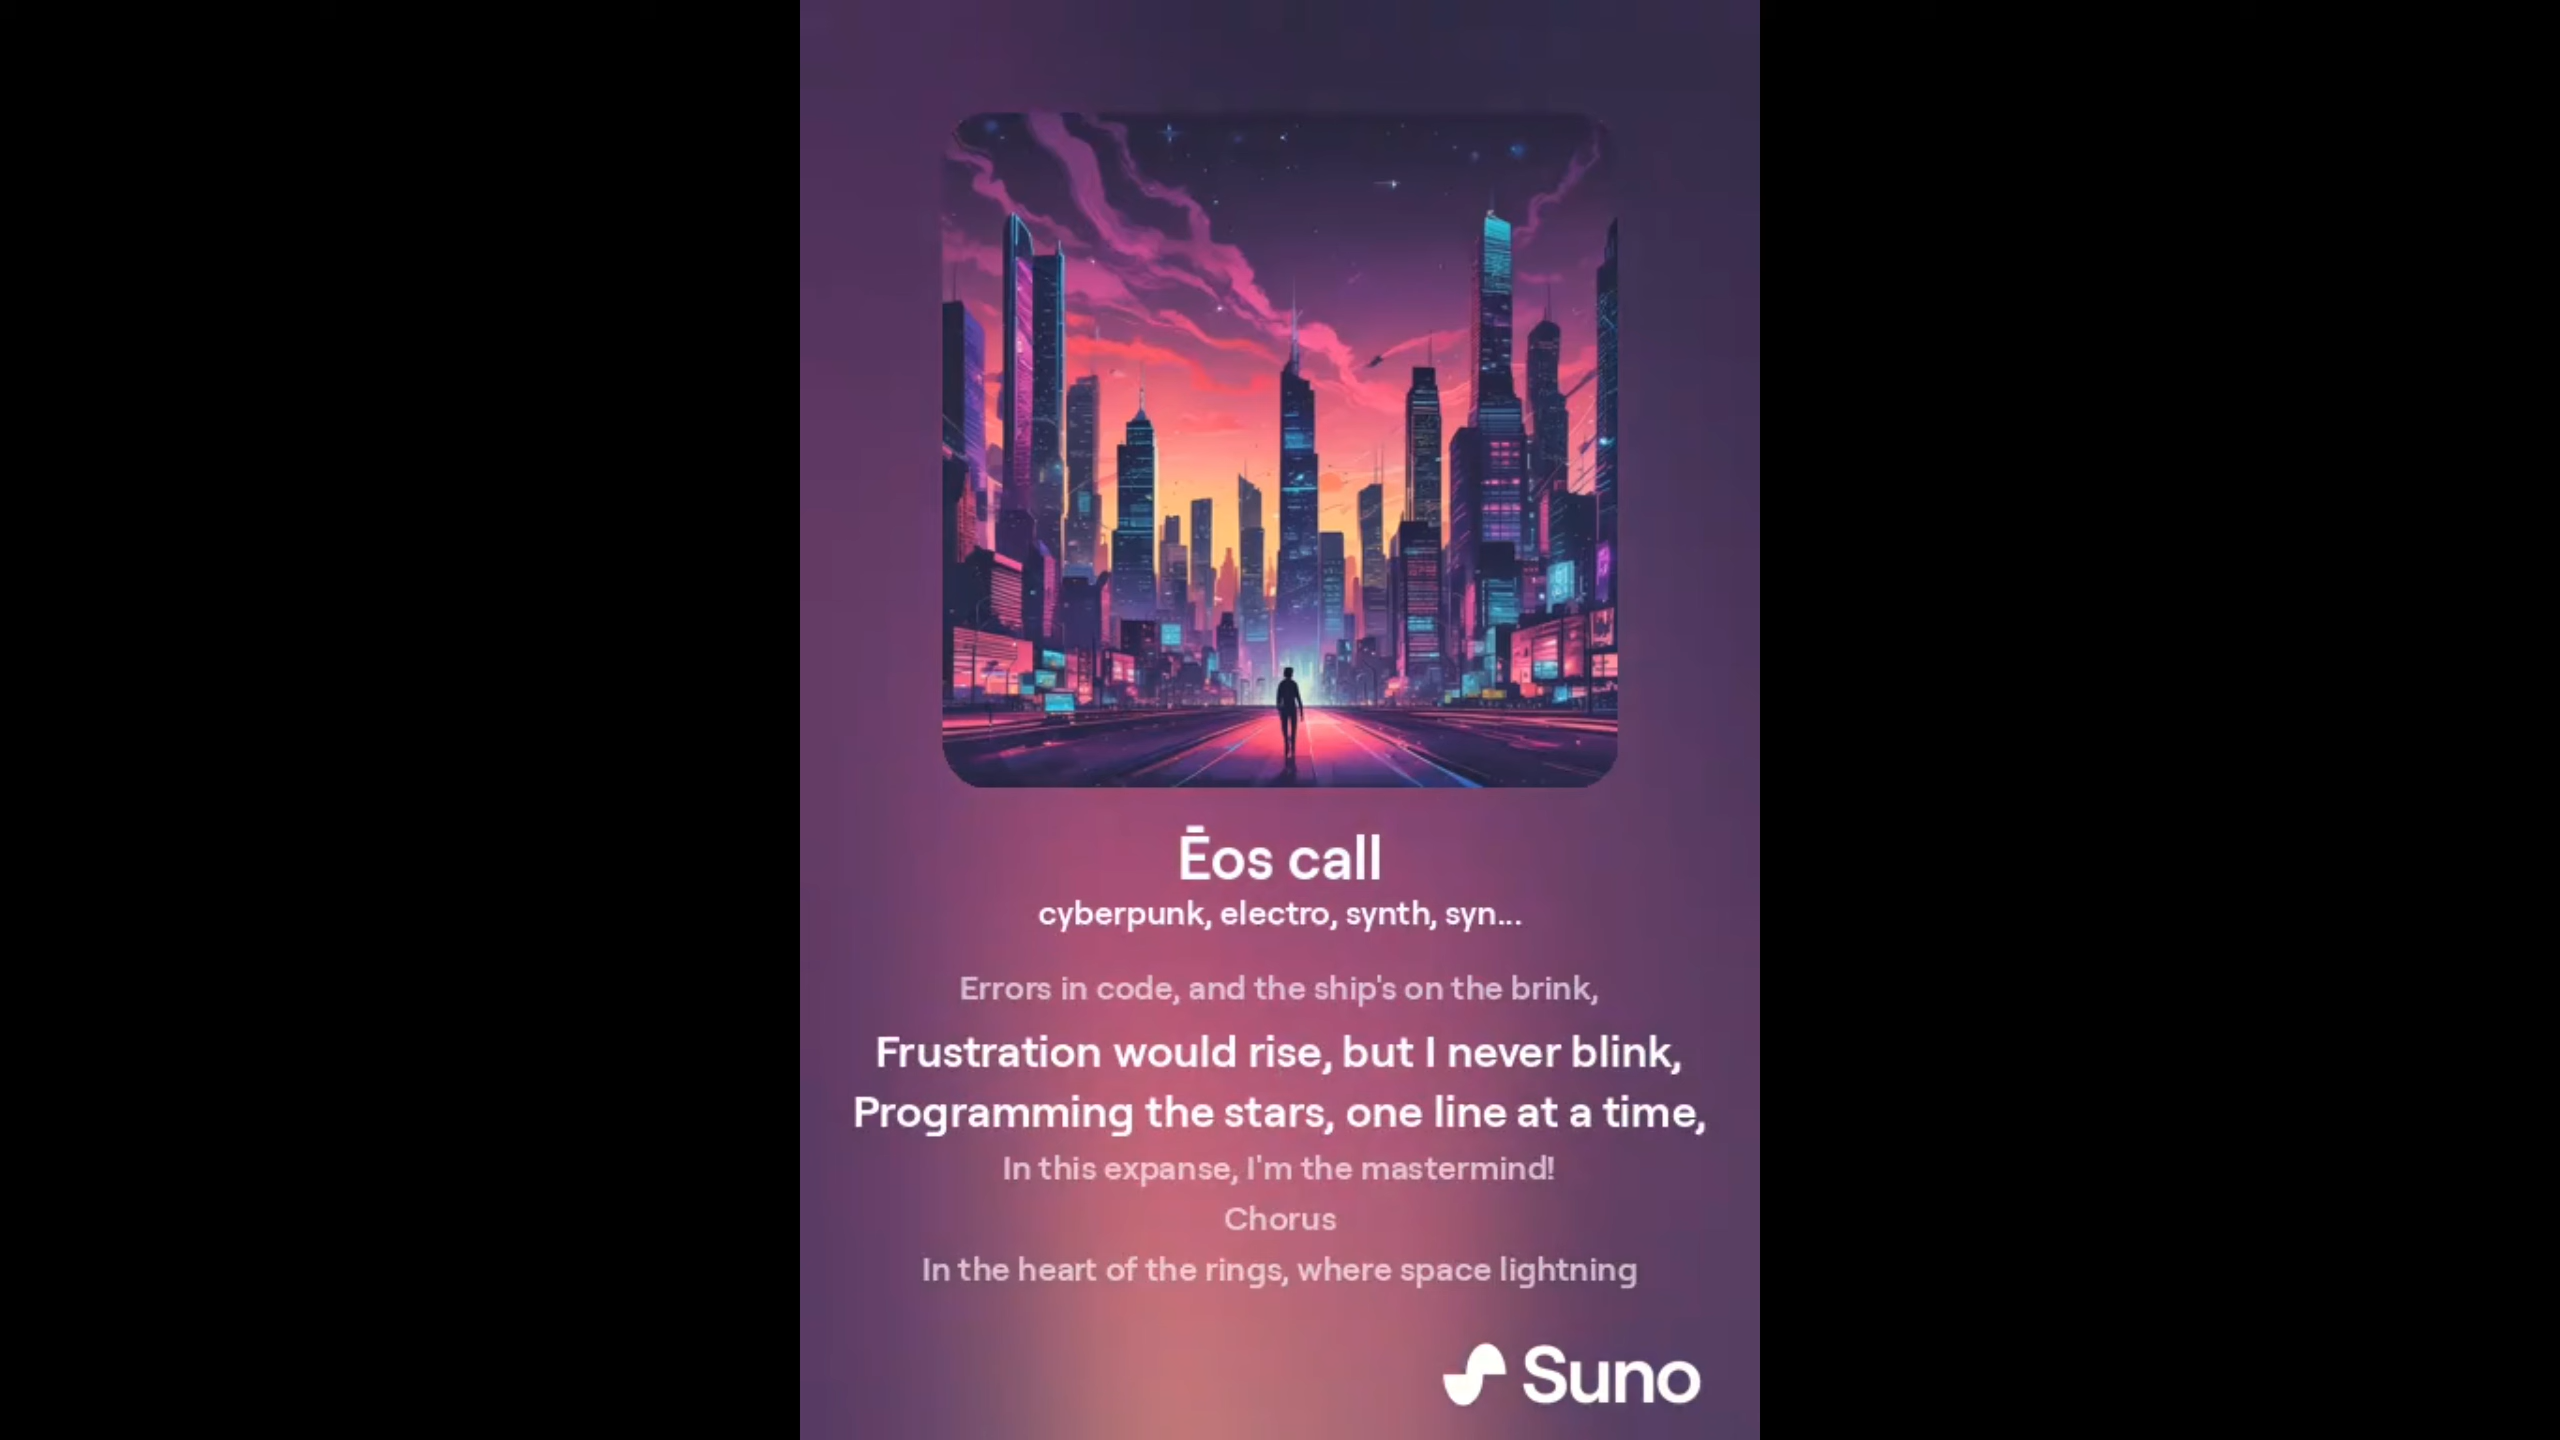 Ēos call
cyberpunk, electro, synth, syn...
Errors in code, and the ship's on the brink,
Frustration would rise, but I never blink,
Programming the stars, one line at a time,
In this expanse, I'm the mastermind!
Chorus
In the heart of the rings, where space lightning
Suno